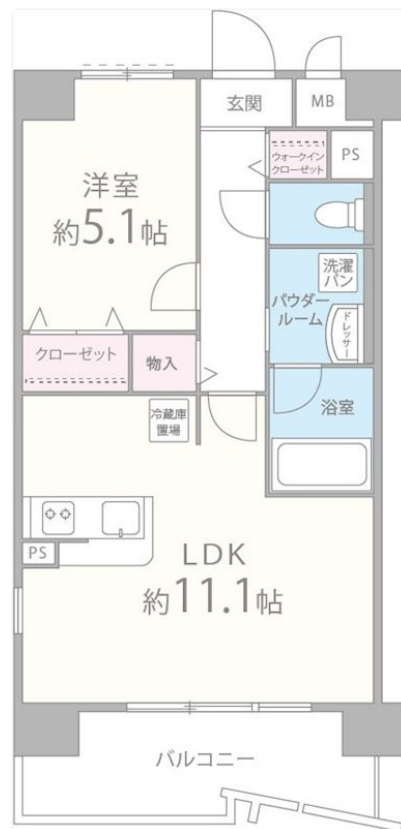 玄関
MB
洋室
約5.1帖
ウォークイン
クローゼット
PS
洗濯
パン
パウダー
ルーム
ドレッサー
クローゼット
物入
冷蔵庫
置場
浴室
PS
LDK
約11.1帖
バルコニー